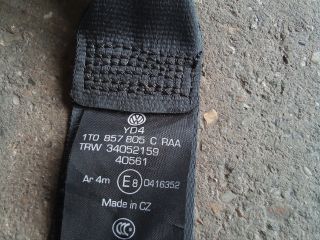 YD4
1T0 857 805 C RAA
TRW 34052159
40561
Ar 4m E8 0416352
Made in CZ